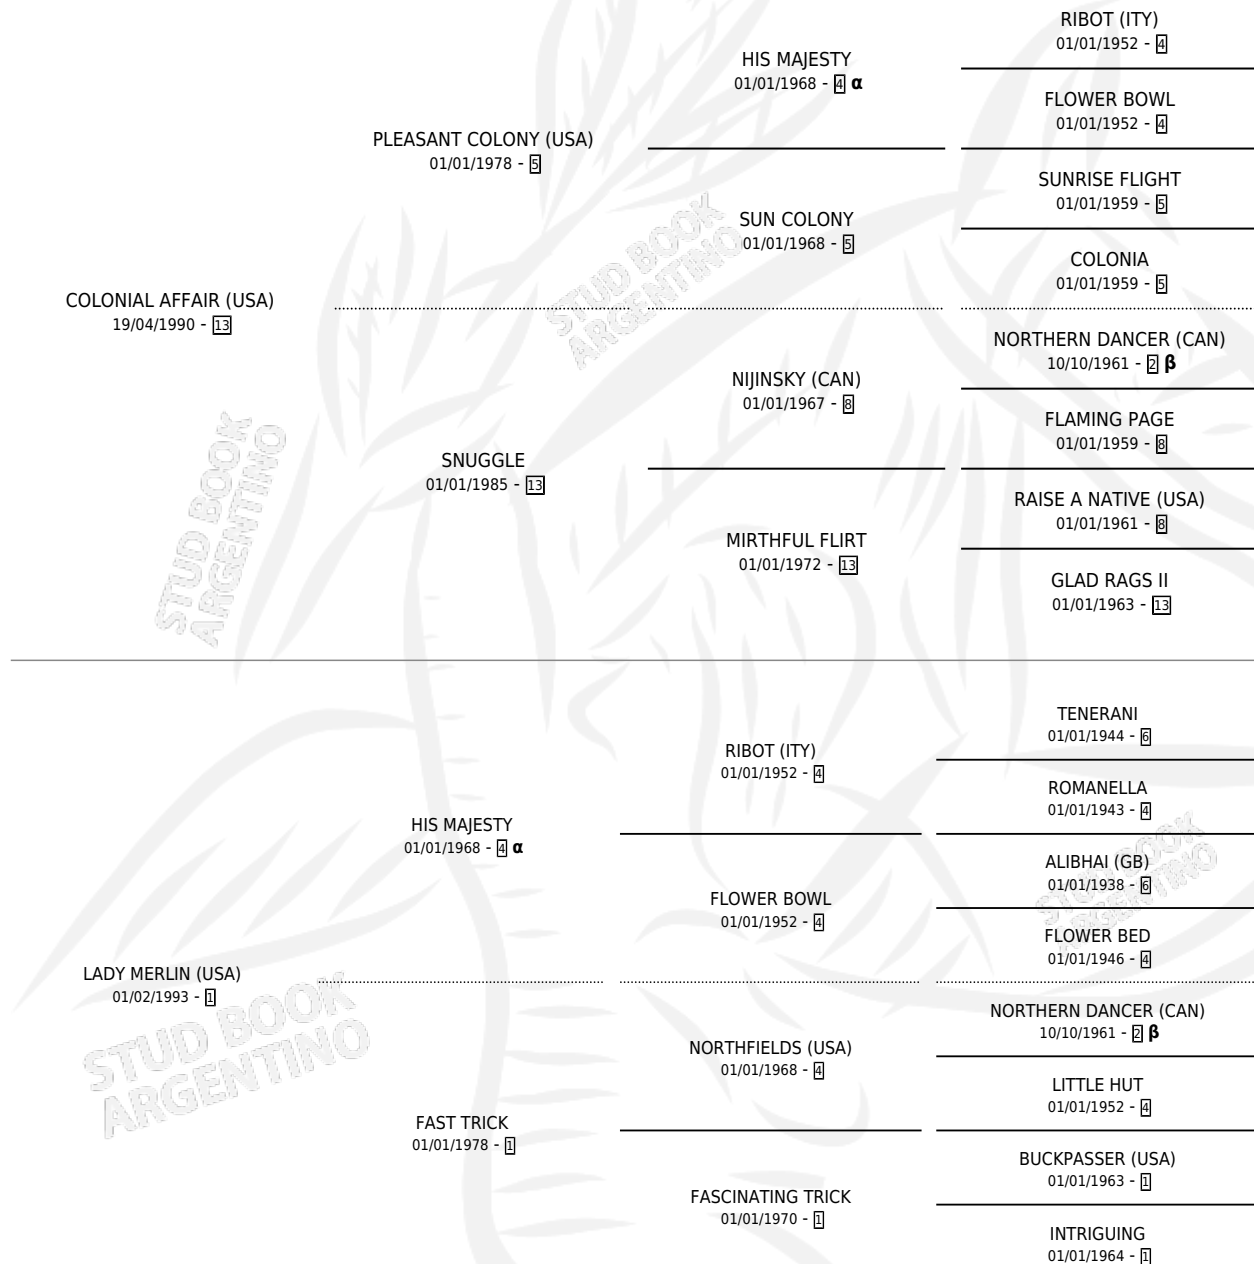 RIBOT (ITY)
01/01/1952 - 4
HIS MAJESTY
01/01/1968 - 4 α
FLOWER BOWL
01/01/1952 - 4
PLEASANT COLONY (USA)
01/01/1978 - 5
SUNRISE FLIGHT
01/01/1959 - 5
SUN COLONY
01/01/1968 - 5
COLONIA
01/01/1959 - 5
COLONIAL AFFAIR (USA)
19/04/1990 - 13
NORTHERN DANCER (CAN)
10/10/1961 - 2 β
NIJINSKY (CAN)
01/01/1967 - 8
FLAMING PAGE
01/01/1959 - 8
SNUGGLE
01/01/1985 - 13
RAISE A NATIVE (USA)
01/01/1961 - 8
MIRTHFUL FLIRT
01/01/1972 - 13
GLAD RAGS II
01/01/1963 - 13
TENERANI
01/01/1944 - 6
RIBOT (ITY)
01/01/1952 - 4
ROMANELLA
01/01/1943 - 4
HIS MAJESTY
01/01/1968 - 4 α
ALIBHAI (GB)
01/01/1938 - 6
FLOWER BOWL
01/01/1952 - 4
FLOWER BED
01/01/1946 - 4
LADY MERLIN (USA)
01/02/1993 - 1
NORTHERN DANCER (CAN)
10/10/1961 - 2 β
NORTHFIELDS (USA)
01/01/1968 - 4
LITTLE HUT
01/01/1952 - 4
FAST TRICK
01/01/1978 - 1
BUCKPASSER (USA)
01/01/1963 - 1
FASCINATING TRICK
01/01/1970 - 1
INTRIGUING
01/01/1964 - 1
STUD BOOK
ARGENTINO
STUD BOOK
ARGENTINO
STUD BOOK
ARGENTINO
STUD BOOK
ARGENTINO